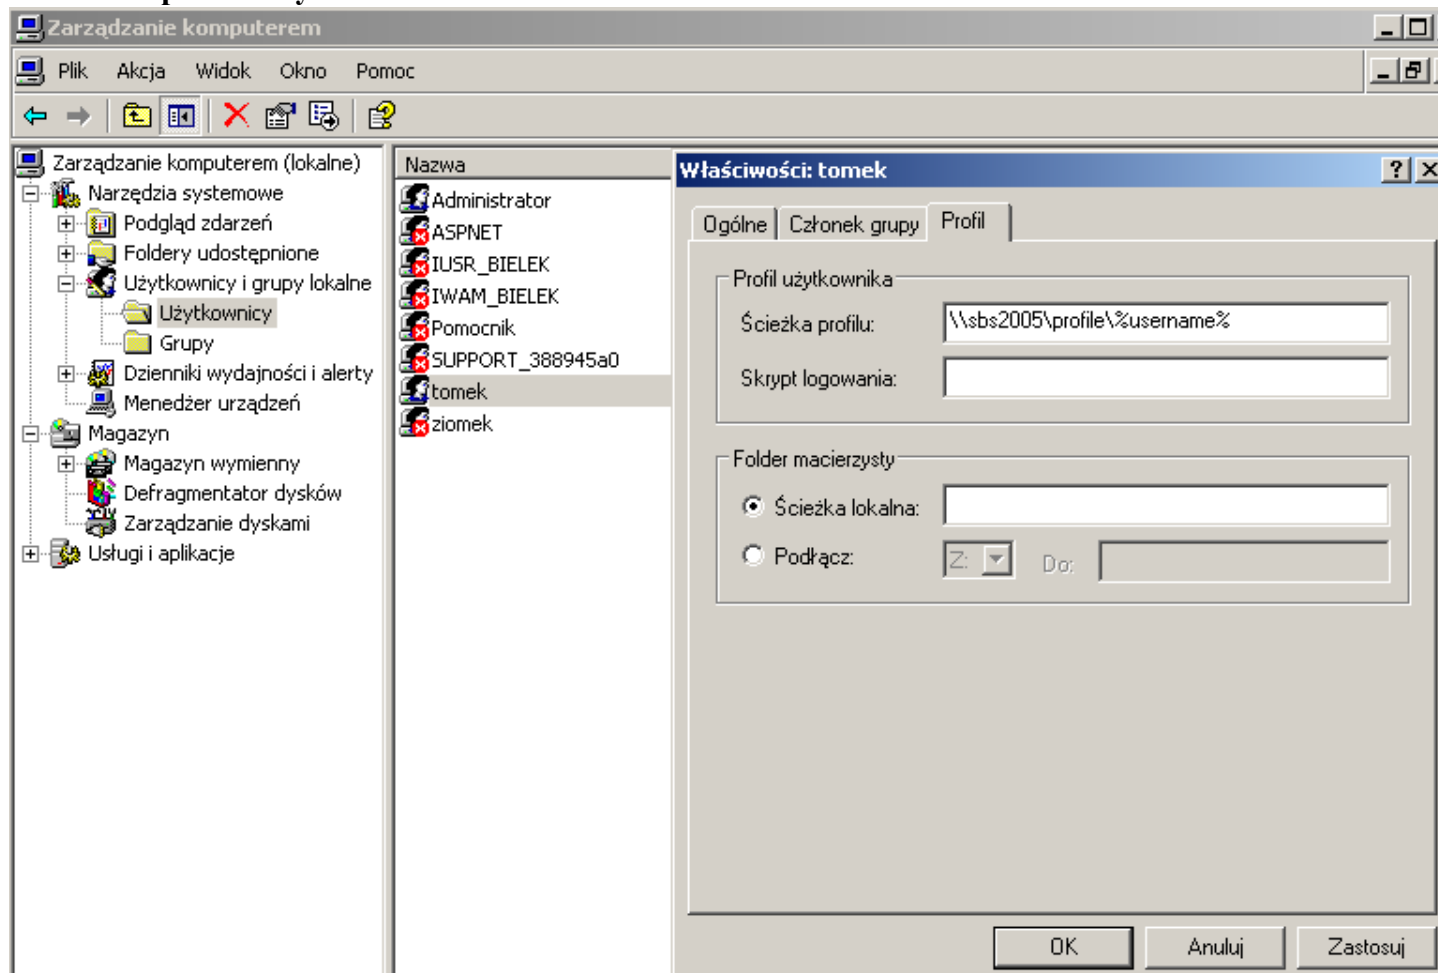 Zarządzanie komputerem
Plik Akcja Widok Okno Pomoc
Zarządzanie komputerem (lokalne)
Narzędzia systemowe
Podgląd zdarzeń
Foldery udostępnione
Użytkownicy i grupy lokalne
Użytkownicy
Grupy
Dzienniki wydajności i alerty
Menedżer urządzeń
Magazyn
Magazyn wymienny
Defragmentator dysków
Zarządzanie dyskami
Usługi i aplikacje
Nazwa
Administrator
ASPNET
IUSR_BIELEK
IWAM_BIELEK
Pomocnik
SUPPORT_388945a0
tomek
ziomek
Właściwości: tomek
Ogólne Członek grupy Profil
Profil użytkownika
Ścieżka profilu: \\sbs2005\profile\%username%
Skrypt logowania:
Folder macierzysty
Ścieżka lokalna:
Podłącz: Z: Do:
OK Anuluj Zastosuj